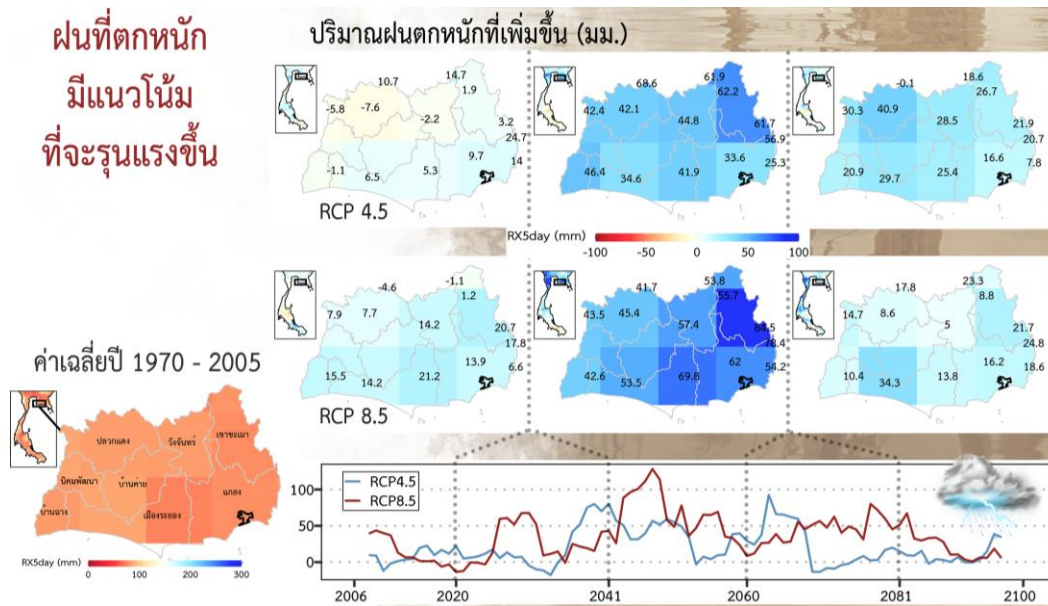 ฝนที่ตกหนัก
มีแนวโน้ม
ที่จะรุนแรงขึ้น
ปริมาณฝนตกหนักที่เพิ่มขึ้น (มม.)
10.7 14.7 1.9
-5.8 -7.6 -2.2 3.2
24.7
-1.1 6.5 5.3 9.7 14
RCP 4.5
68.6 61.9 62.2
42.4 42.1 44.8 61.7
56.9
46.4 34.6 41.9 33.6 25.3
-0.1 18.6 26.7
30.3 40.9 28.5 21.9
20.7
20.9 29.7 25.4 16.6 7.8
RX5day (mm)
-100 -50 0 50 100
-4.6 -1.1 1.2
7.9 7.7 14.2 20.7
17.8
15.5 14.2 21.2 13.9 6.6
RCP 8.5
41.7 53.8 55.7
43.5 45.4 57.4 84.5
78.4
42.6 53.5 69.8 62 54.2
17.8 23.3 8.8
14.7 8.6 5 21.7
24.8
10.4 34.3 13.8 16.2 18.6
ค่าเฉลี่ยปี 1970 - 2005
ปลวกแดง วังจันทร์ เขาชะเมา
นิคมพัฒนา บ้านค่าย แกลง
บ้านฉาง เมืองระยอง
RX5day (mm)
0 100 200 300
RCP4.5
RCP8.5
100
50
0
2006 2020 2041 2060 2081 2100